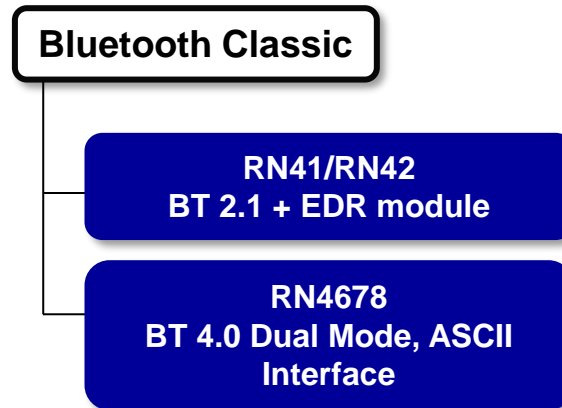 Bluetooth Classic
RN41/RN42
BT 2.1 + EDR module
RN4678
BT 4.0 Dual Mode, ASCII
Interface